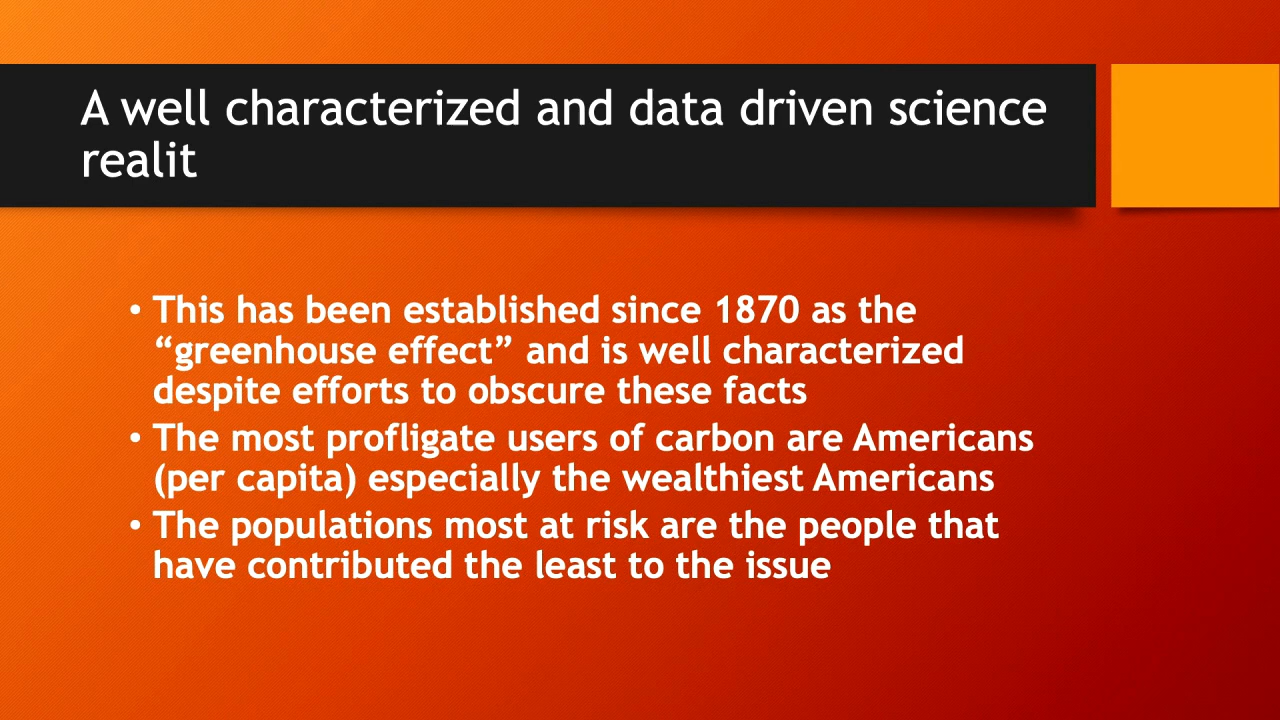 A well characterized and data driven science
realit
• This has been established since 1870 as the
“greenhouse effect” and is well characterized
despite efforts to obscure these facts
• The most profligate users of carbon are Americans
(per capita) especially the wealthiest Americans
• The populations most at risk are the people that
have contributed the least to the issue